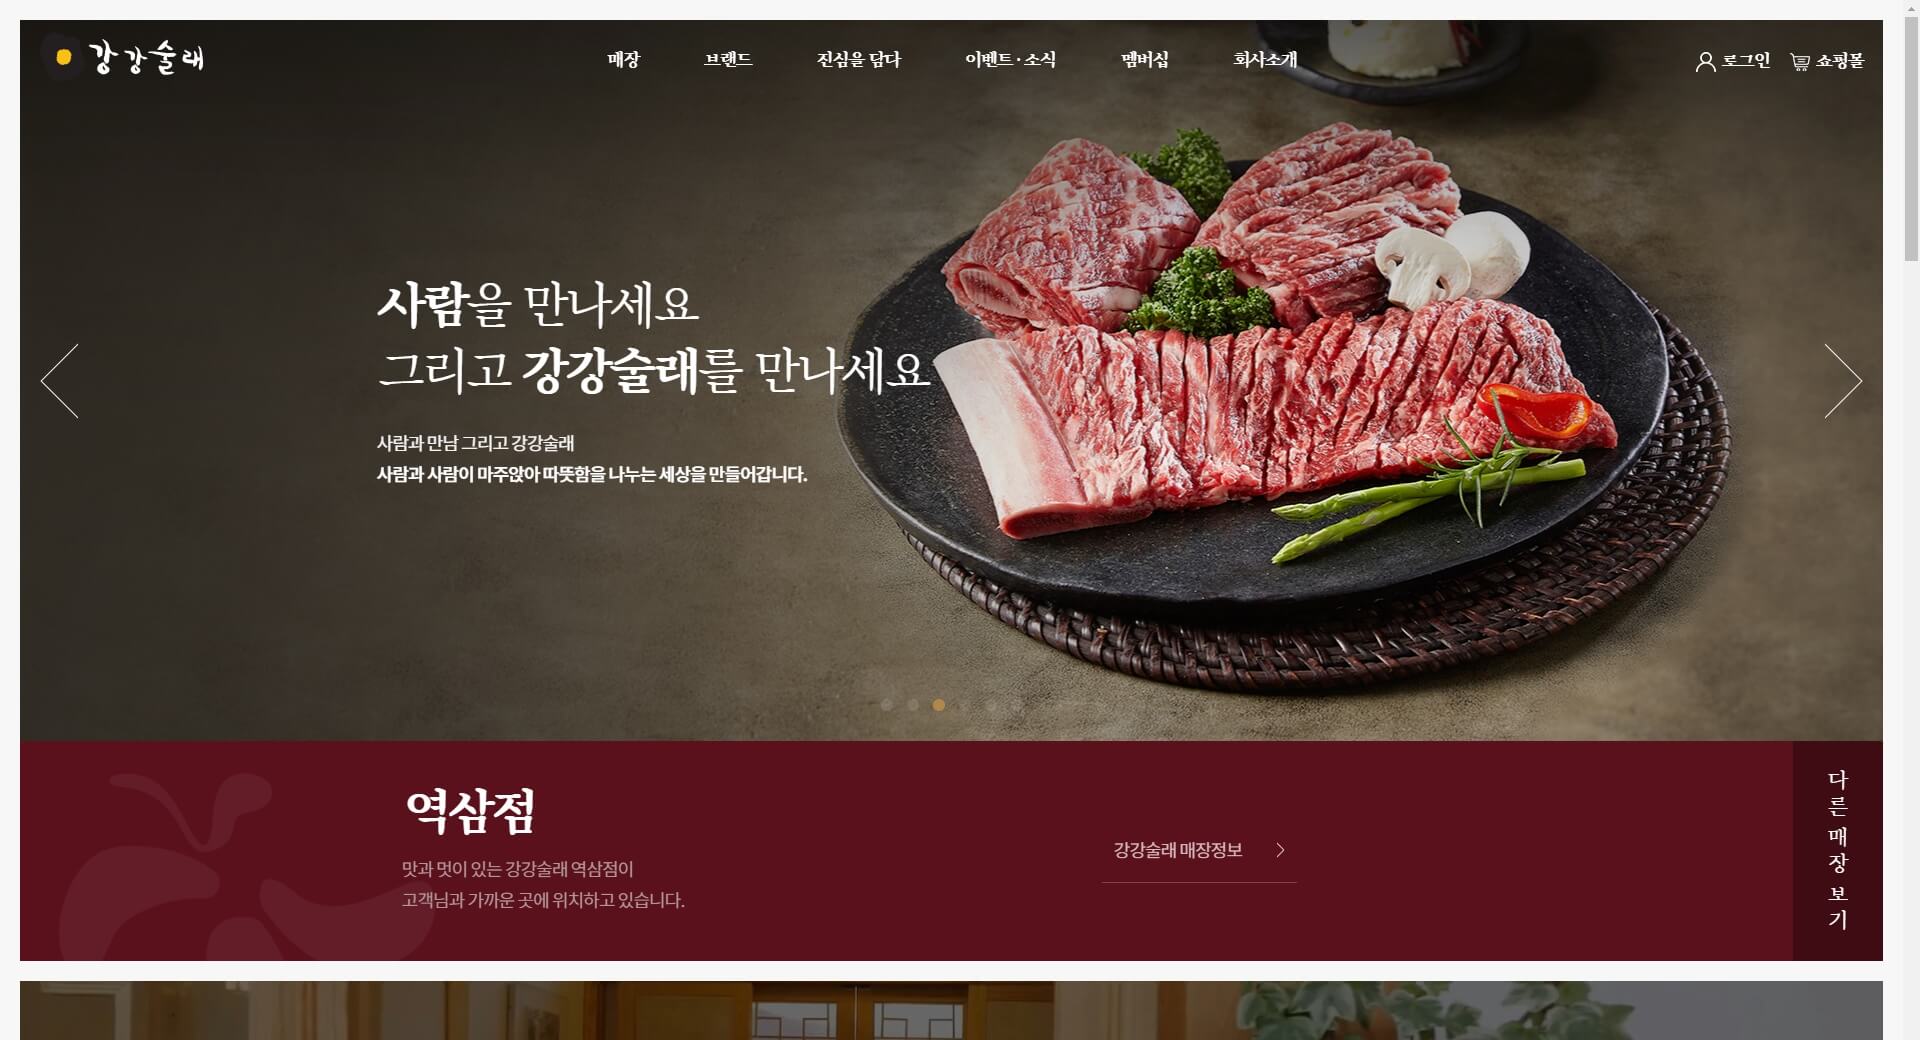 강강술래
매장 브랜드 진심을 담다 이벤트·소식 멤버십 회사소개
로그인 쇼핑몰
사람을 만나세요
그리고 강강술래를 만나세요
사람과 만남 그리고 강강술래
사람과 사람이 마주앉아 따뜻함을 나누는 세상을 만들어갑니다.
역삼점
맛과 멋이 있는 강강술래 역삼점이
고객님과 가까운 곳에 위치하고 있습니다.
강강술래 매장정보
다른 매장 보기